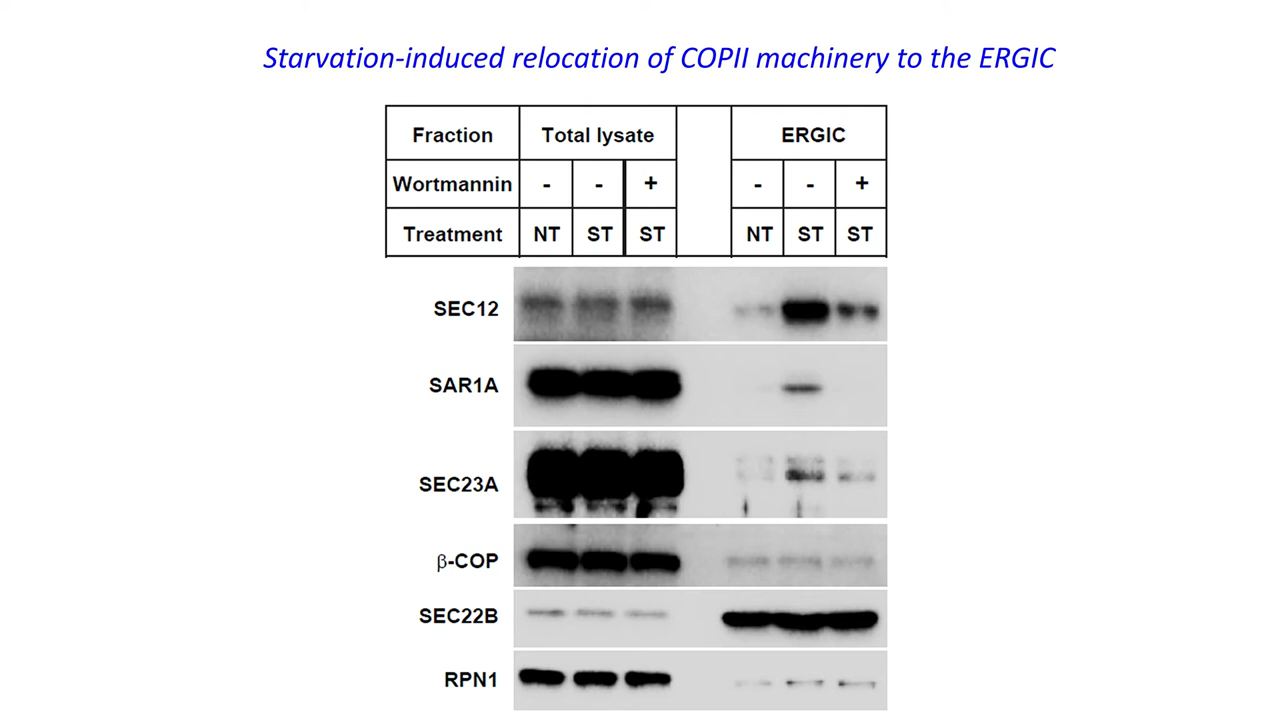 Starvation-induced relocation of COPII machinery to the ERGIC
Fraction Total lysate ERGIC
Wortmannin - - + - - +
Treatment NT ST ST NT ST ST
SEC12
SAR1A
SEC23A
β-COP
SEC22B
RPN1